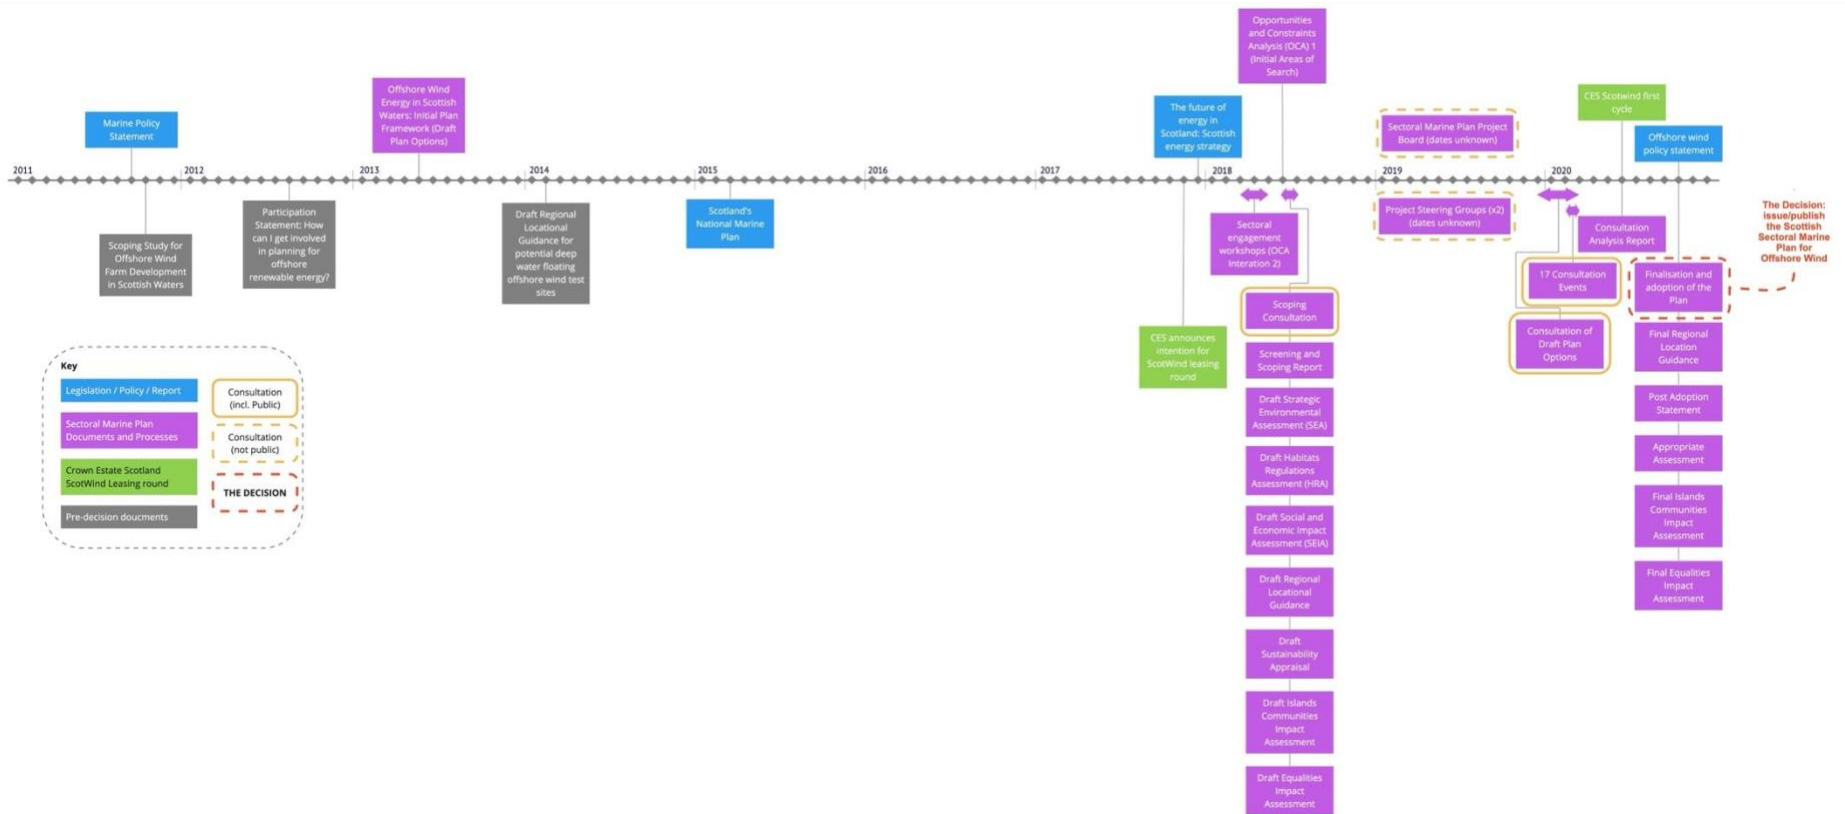 Opportunities
and Constraints
Analysis (OCA) 1
(Initial Areas of
Search)
Offshore Wind
Energy in Scottish
Waters: Initial Plan
Framework (Draft
Plan Options)
Marine Policy
Statement
The future of
energy in
Scotland: Scottish
energy strategy
CES Scotwind first
cycle
Sectoral Marine Plan Project
Board (dates unknown)
Offshore wind
policy statement
2011
2012
2013
2014
2015
2016
2017
2018
2019
2020
Scoping Study for
Offshore Wind
Farm Development
in Scottish Waters
Participation
Statement: How
can I get involved
in planning for
offshore
renewable energy?
Draft Regional
Locational
Guidance for
potential deep
water floating
offshore wind test
sites
Scotland's
National Marine
Plan
Sectoral
engagement
workshops (OCA
Interation 2)
Project Steering Groups (x2)
(dates unknown)
Consultation
Analysis Report
The Decision:
issue/publish
the Scottish
Sectoral Marine
Plan for
Offshore Wind
17 Consultation
Events
Finalisation and
adoption of the
Plan
Scoping
Consultation
Consultation of
Draft Plan
Options
CES announces
intention for
ScotWind leasing
round
Screening and
Scoping Report
Draft Strategic
Environmental
Assessment (SEA)
Draft Habitats
Regulations
Assessment (HRA)
Draft Social and
Economic Impact
Assessment (SEIA)
Draft Regional
Locational
Guidance
Draft
Sustainability
Appraisal
Draft Islands
Communities
Impact
Assessment
Draft Equalities
Impact
Assessment
Final Regional
Location
Guidance
Post Adoption
Statement
Appropriate
Assessment
Final Islands
Communities
Impact
Assessment
Final Equalities
Impact
Assessment
Key
Legislation / Policy / Report
Sectoral Marine Plan
Documents and Processes
Crown Estate Scotland
ScotWind Leasing round
Pre-decision doucments
Consultation
(incl. Public)
Consultation
(not public)
THE DECISION